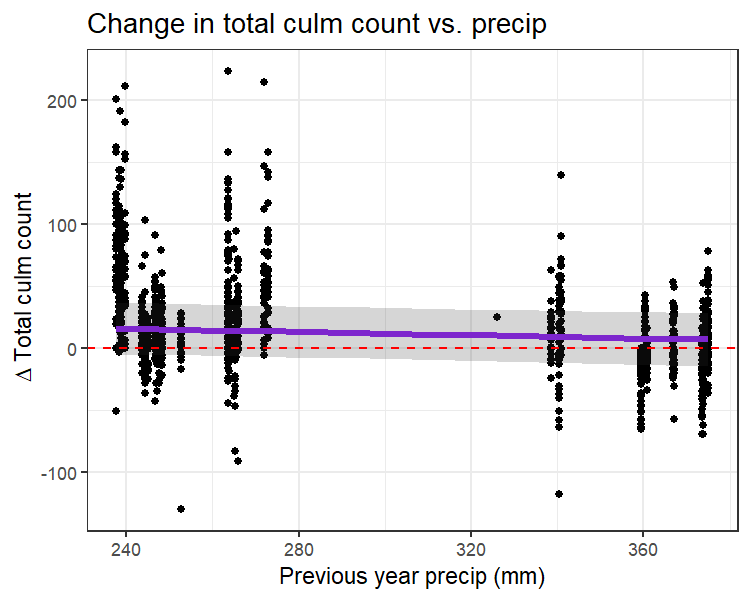 Change in total culm count vs. precip
Δ Total culm count
200
100
0
-100
240 280 320 360
Previous year precip (mm)